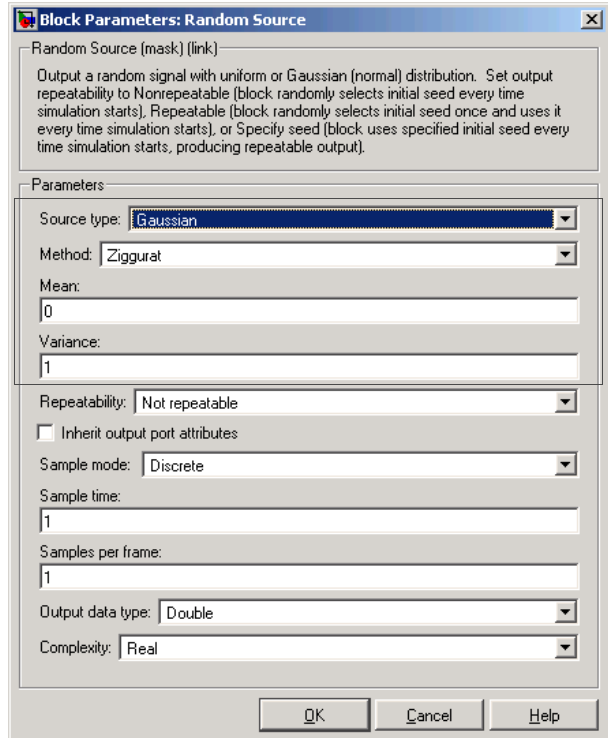 Block Parameters: Random Source
Random Source (mask) (link)
Output a random signal with uniform or Gaussian (normal) distribution. Set output
repeatability to Nonrepeatable (block randomly selects initial seed every time
simulation starts), Repeatable (block randomly selects initial seed once and uses it
every time simulation starts), or Specify seed (block uses specified initial seed every
time simulation starts, producing repeatable output).
Parameters
Source type: Gaussian
Method: Ziggurat
Mean:
0
Variance:
1
Repeatability: Not repeatable
Inherit output port attributes
Sample mode: Discrete
Sample time:
1
Samples per frame:
1
Output data type: Double
Complexity: Real
OK Cancel Help